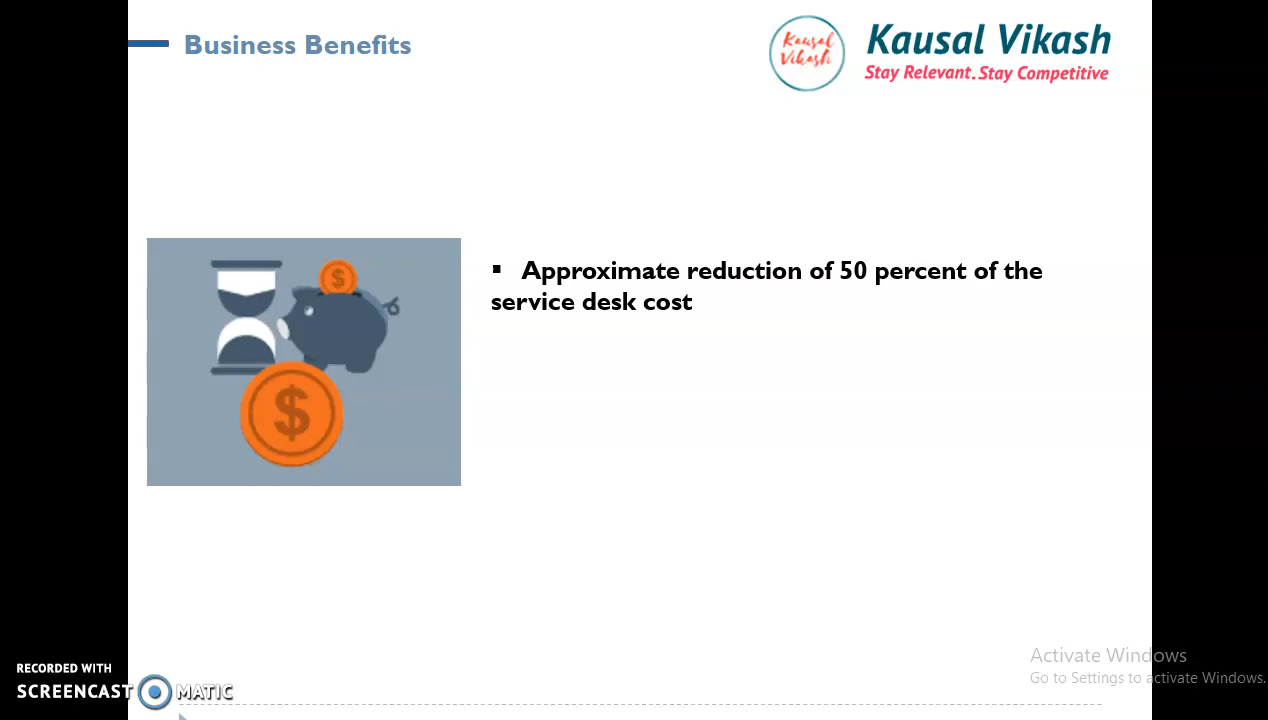 Business Benefits
Kausal
Vikash
Kausal Vikash
Stay Relevant. Stay Competitive
$
▪ Approximate reduction of 50 percent of the
service desk cost
$
Activate Windows
Go to Settings to activate Windows.
RECORDED WITH
SCREENCAST MATIC